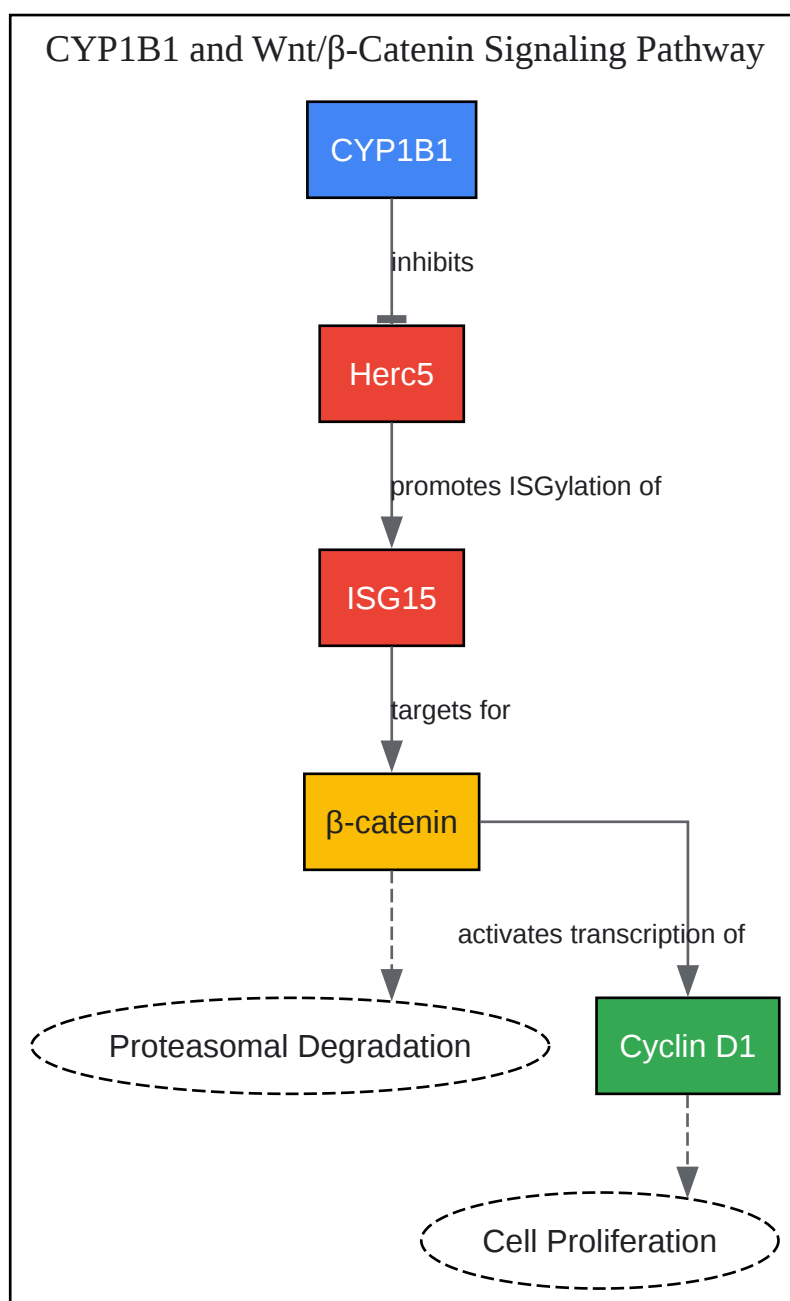 CYP1B1 and Wnt/β-Catenin Signaling Pathway
CYP1B1
inhibits
Herc5
promotes ISGylation of
ISG15
targets for
β-catenin
activates transcription of
Proteasomal Degradation
Cyclin D1
Cell Proliferation